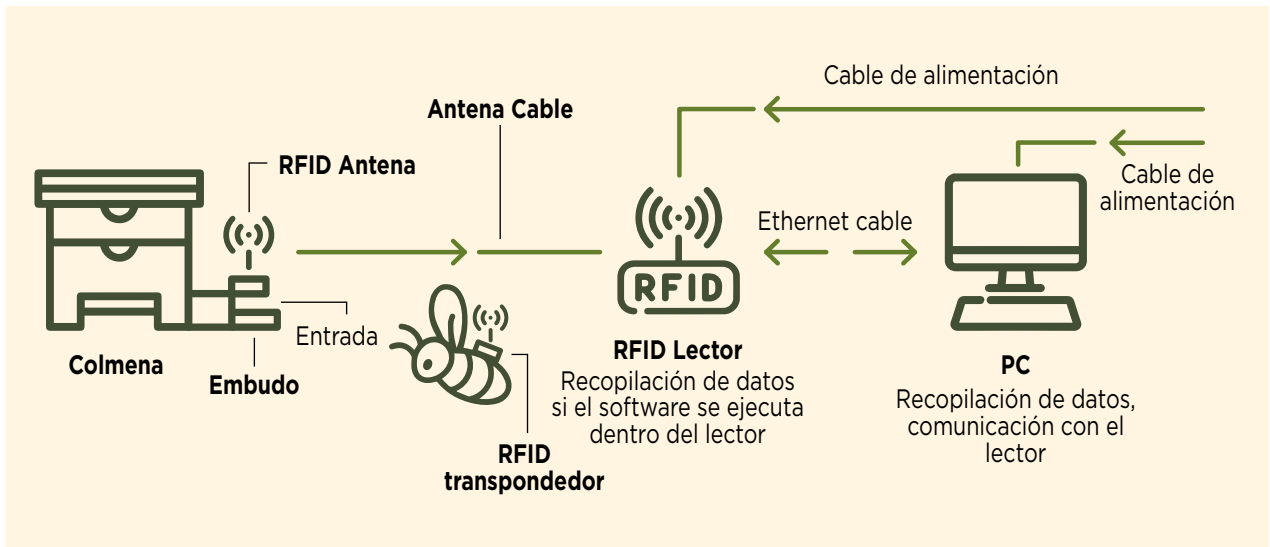 Cable de alimentación
Antena Cable
RFID Antena
Cable de
alimentación
Ethernet cable
RFID
Entrada
Colmena
Embudo
RFID Lector
Recopilación de datos
si el software se ejecuta
dentro del lector
PC
Recopilación de datos,
comunicación con el
lector
RFID
transpondedor